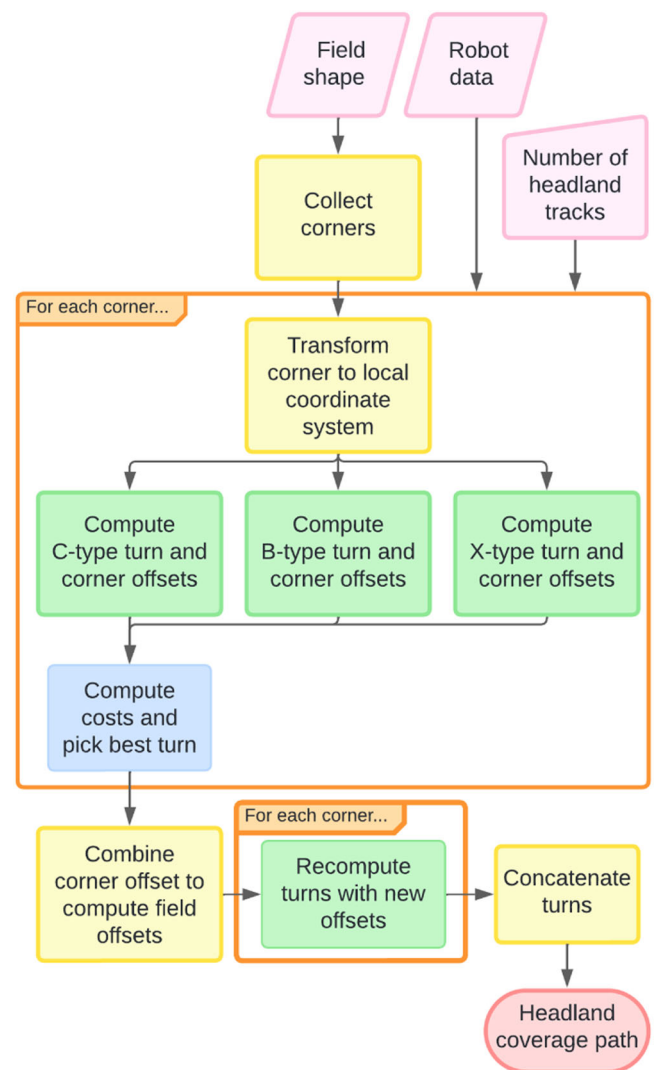 Field
shape
Robot
data
Number of
headland
tracks
Collect
corners
For each corner...
Transform
corner to local
coordinate
system
Compute
C-type turn and
corner offsets
Compute
B-type turn and
corner offsets
Compute
X-type turn and
corner offsets
Compute
costs and
pick best turn
Combine
corner offset to
compute field
offsets
For each corner...
Recompute
turns with new
offsets
Concatenate
turns
Headland
coverage path